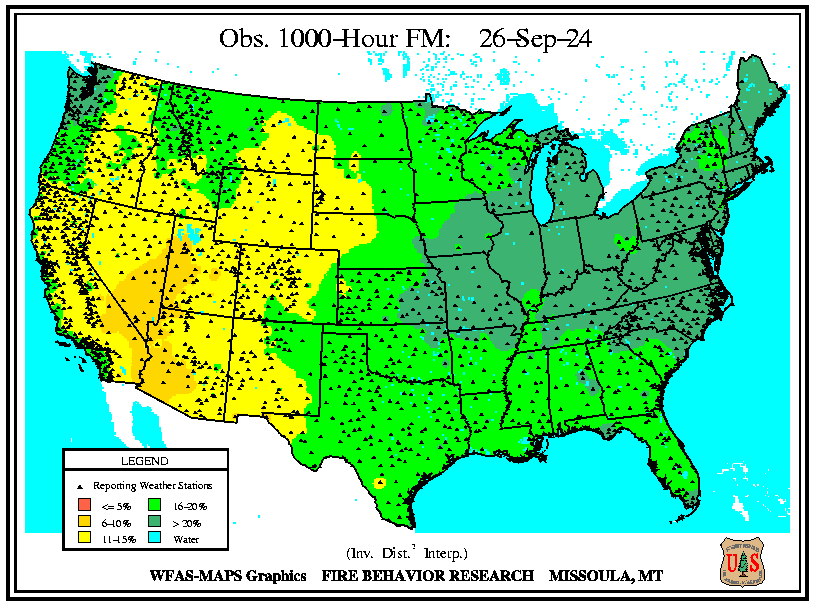 Obs. 1000-Hour FM: 26-Sep-24
LEGEND
Reporting Weather Stations
<= 5%
6-10%
11-15%
16-20%
> 20%
Water
(Inv. Dist.² Interp.)
WFAS-MAPS Graphics FIRE BEHAVIOR RESEARCH MISSOULA, MT
U S